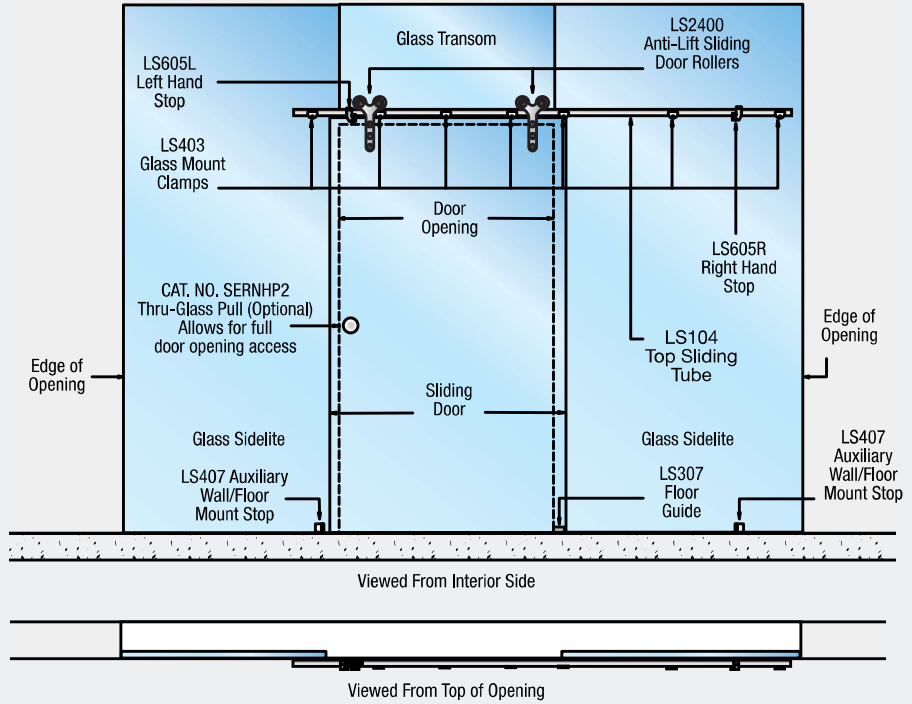 Glass Transom
LS2400
Anti-Lift Sliding
Door Rollers
LS605L
Left Hand
Stop
LS403
Glass Mount
Clamps
Door
Opening
LS605R
Right Hand
Stop
CAT. NO. SERNHP2
Thru-Glass Pull (Optional)
Allows for full
door opening access
LS104
Top Sliding
Tube
Edge of
Opening
Edge of
Opening
Sliding
Door
Glass Sidelite
Glass Sidelite
LS407 Auxiliary
Wall/Floor
Mount Stop
LS307
Floor
Guide
LS407
Auxiliary
Wall/Floor
Mount Stop
Viewed From Interior Side
Viewed From Top of Opening